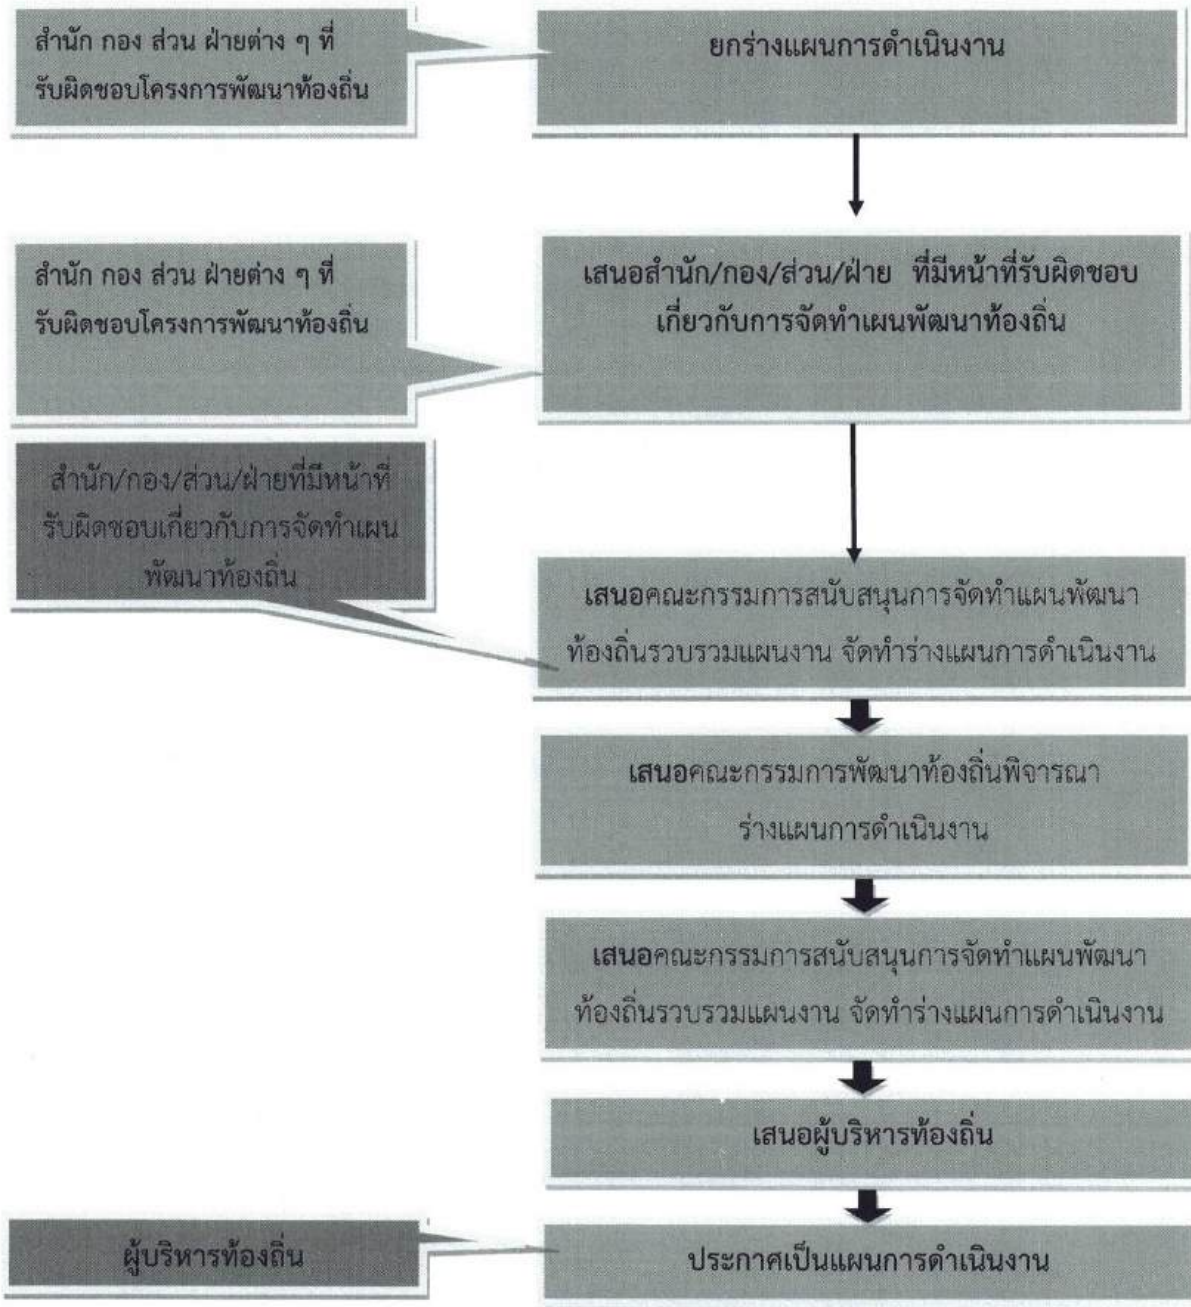 สำนัก กอง ส่วน ฝ่ายต่าง ๆ ที่
รับผิดชอบโครงการพัฒนาท้องถิ่น
ยกร่างแผนการดำเนินงาน
สำนัก กอง ส่วน ฝ่ายต่าง ๆ ที่
รับผิดชอบโครงการพัฒนาท้องถิ่น
เสนอสำนัก/กอง/ส่วน/ฝ่าย ที่มีหน้าที่รับผิดชอบ
เกี่ยวกับการจัดทำแผนพัฒนาท้องถิ่น
สำนัก/กอง/ส่วน/ฝ่ายที่มีหน้าที่
รับผิดชอบเกี่ยวกับการจัดทำแผน
พัฒนาท้องถิ่น
เสนอคณะกรรมการสนับสนุนการจัดทำแผนพัฒนา
ท้องถิ่นรวบรวมแผนงาน จัดทำร่างแผนการดำเนินงาน
เสนอคณะกรรมการพัฒนาท้องถิ่นพิจารณา
ร่างแผนการดำเนินงาน
เสนอคณะกรรมการสนับสนุนการจัดทำแผนพัฒนา
ท้องถิ่นรวบรวมแผนงาน จัดทำร่างแผนการดำเนินงาน
เสนอผู้บริหารท้องถิ่น
ผู้บริหารท้องถิ่น
ประกาศเป็นแผนการดำเนินงาน